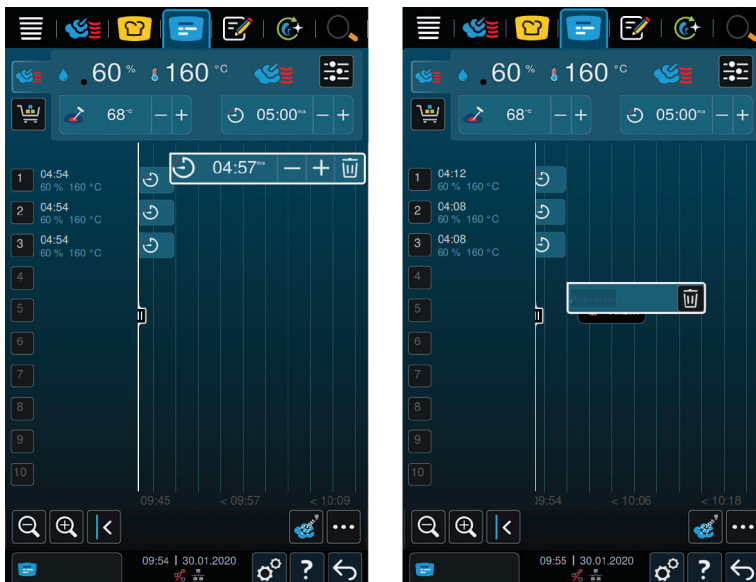 60 % 160 °C
68 °C − + 05:00 ms − +
04:57 ms − +
1 04:54
60 % 160 °C
2 04:54
60 % 160 °C
3 04:54
60 % 160 °C
4
5
6
7
8
9
10
09:45 < 09:57 < 10:09
09:54 | 30.01.2020
?
60 % 160 °C
68 °C − + 05:00 ms − +
1 04:12
60 % 160 °C
2 04:08
60 % 160 °C
3 04:08
60 % 160 °C
4
5
Anbraten
6
7
8
9
10
09:54 < 10:06 < 10:18
09:55 | 30.01.2020
?